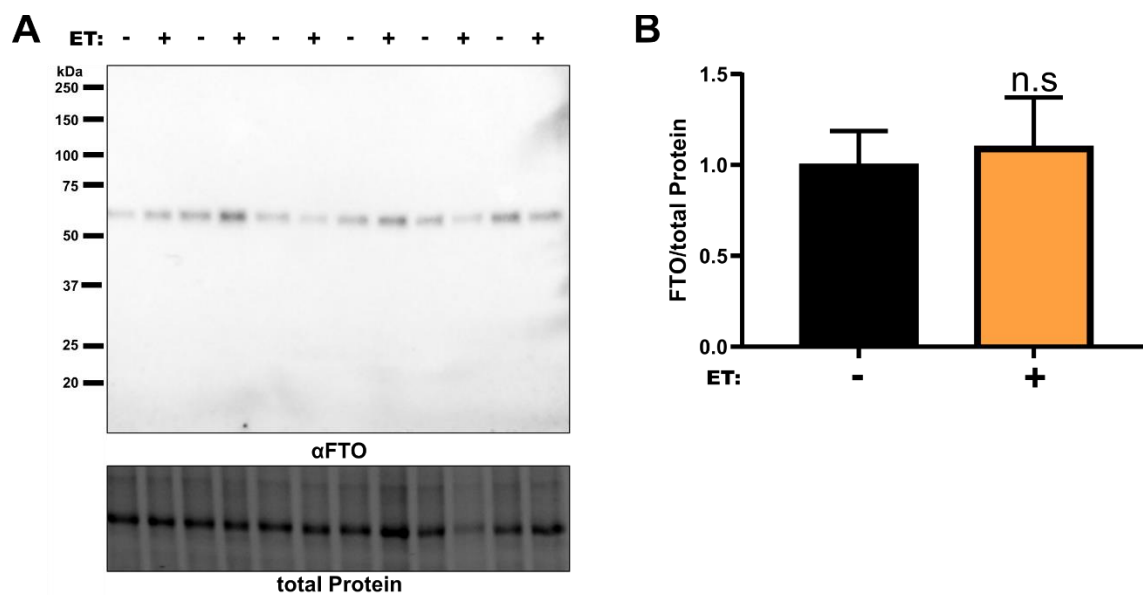 A
ET: - + - + - + - + - + - +
kDa
250
150
100
75
50
37
25
20
αFTO
total Protein
B
1.5
n.s
1.0
0.5
0.0
FTO/total Protein
ET: - +